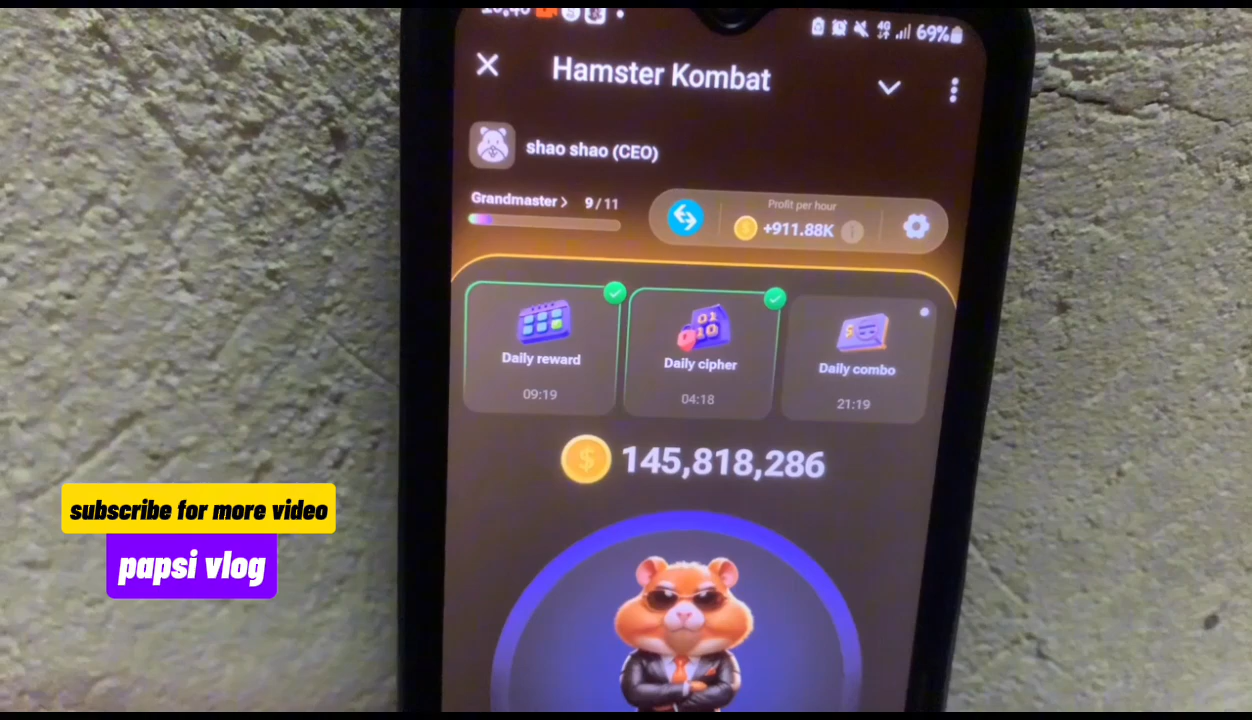 69%
Hamster Kombat
shao shao (CEO)
Grandmaster > 9/11
Profit per hour
+911.88K
Daily reward
09:19
Daily cipher
04:18
Daily combo
21:19
145,818,286
subscribe for more video
papsi vlog